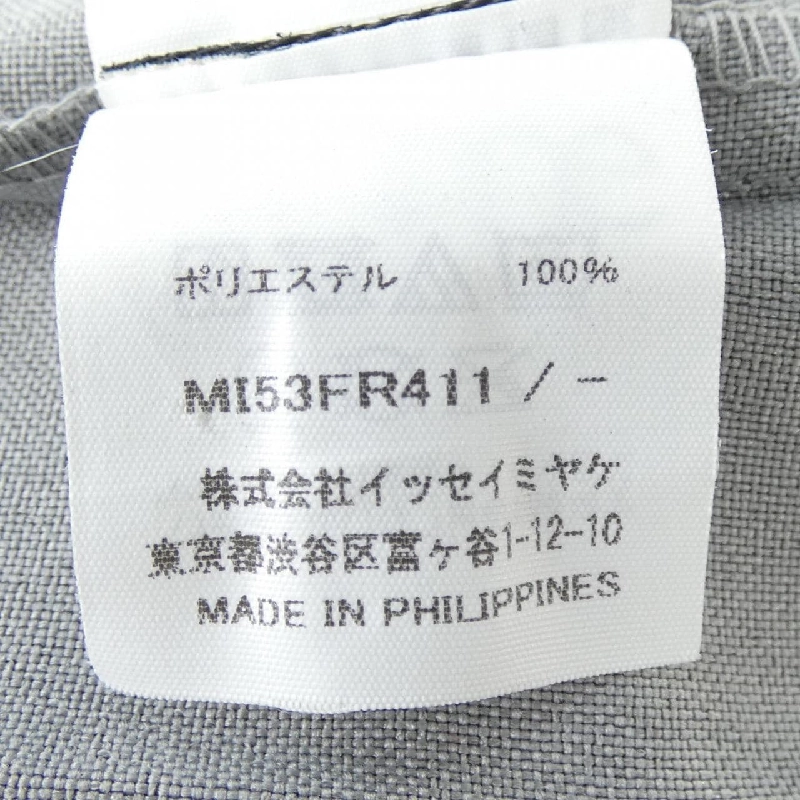 ポリエステル 100%
MI53FR411 / −
株式会社イッセイミヤケ
東京都渋谷区富ヶ谷1-12-10
MADE IN PHILIPPINES